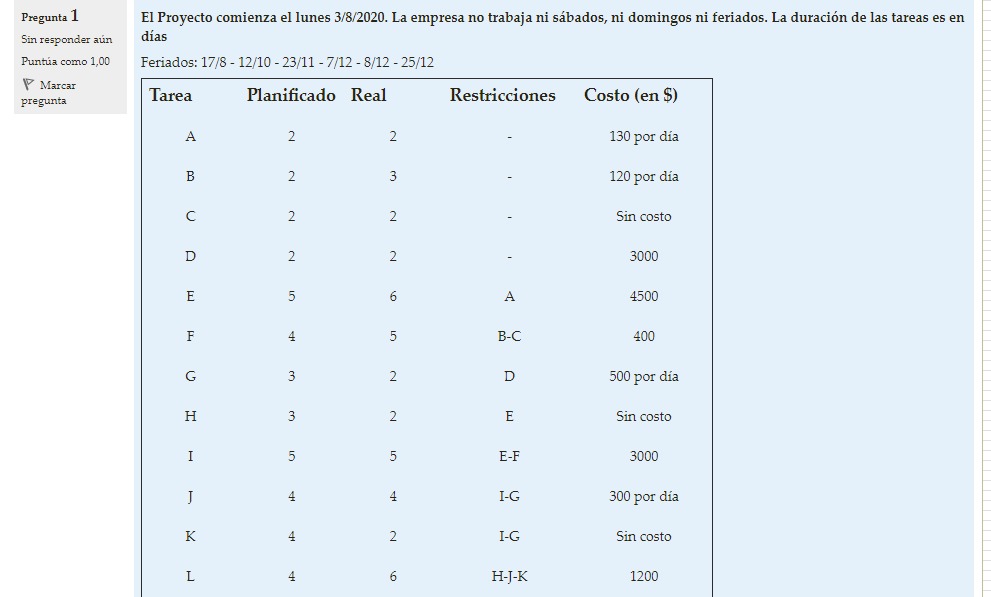 Pregunta 1
Sin responder aún
Puntúa como 1,00
Marcar
pregunta
El Proyecto comienza el lunes 3/8/2020. La empresa no trabaja ni sábados, ni domingos ni feriados. La duración de las tareas es en
días
Feriados: 17/8 - 12/10 - 23/11 - 7/12 - 8/12 - 25/12
Tarea Planificado Real Restricciones Costo (en $)
A 2 2 - 130 por día
B 2 3 - 120 por día
C 2 2 - Sin costo
D 2 2 - 3000
E 5 6 A 4500
F 4 5 B-C 400
G 3 2 D 500 por día
H 3 2 E Sin costo
I 5 5 E-F 3000
J 4 4 I-G 300 por día
K 4 2 I-G Sin costo
L 4 6 H-J-K 1200